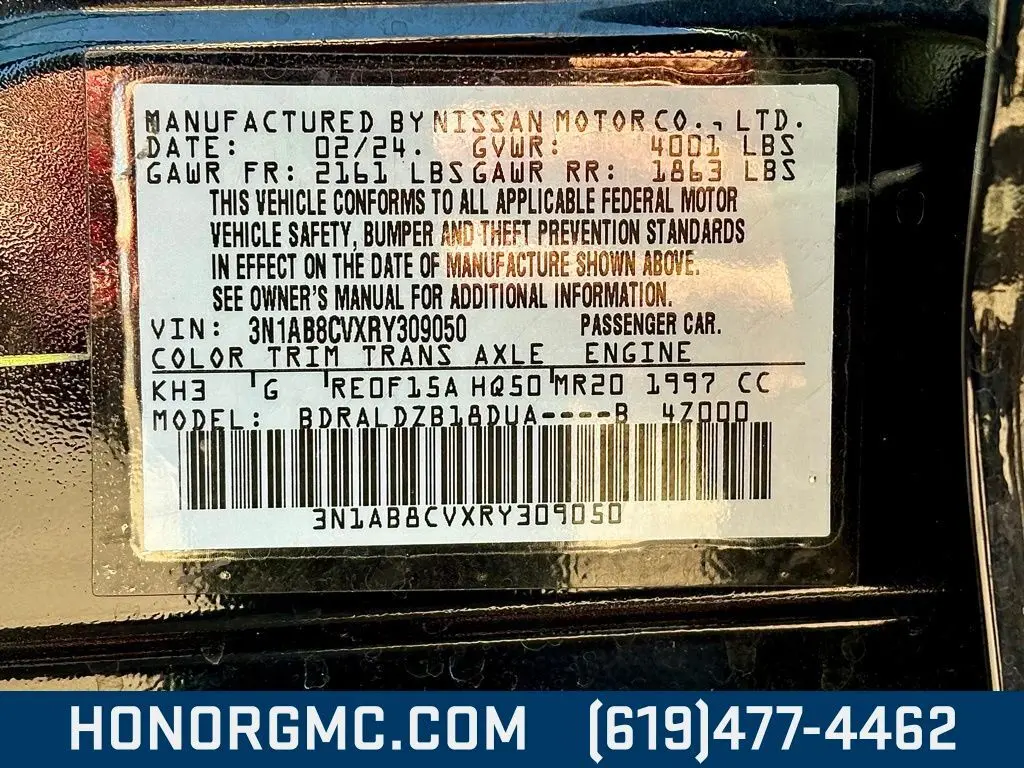 MANUFACTURED BY NISSAN MOTOR CO., LTD.
DATE: 02/24. GVWR: 4001 LBS
GAWR FR: 2161 LBS GAWR RR: 1863 LBS
THIS VEHICLE CONFORMS TO ALL APPLICABLE FEDERAL MOTOR
VEHICLE SAFETY, BUMPER AND THEFT PREVENTION STANDARDS
IN EFFECT ON THE DATE OF MANUFACTURE SHOWN ABOVE.
SEE OWNER'S MANUAL FOR ADDITIONAL INFORMATION.
VIN: 3N1AB8CVXRY309050 PASSENGER CAR.
COLOR TRIM TRANS AXLE ENGINE
KH3 G RE0F15A HQ50 MR20 1997 CC
MODEL: BDRALDZB18DUA----B 4Z000
3N1AB8CVXRY309050
HONORGMC.COM (619)477-4462